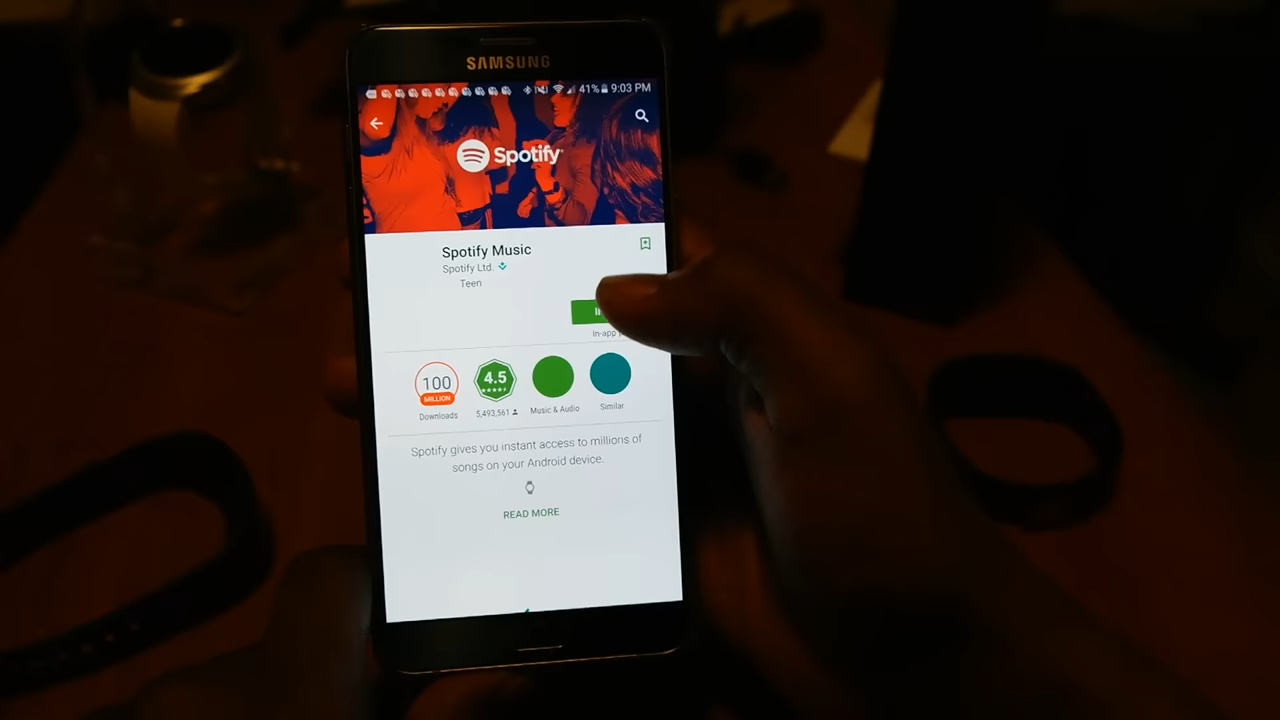 SAMSUNG
41% 9:03 PM
Spotify
Spotify Music
Spotify Ltd.
Teen
In-app
100
MILLION
4.5
Downloads
5,493,561
Music & Audio
Similar
Spotify gives you instant access to millions of
songs on your Android device.
READ MORE